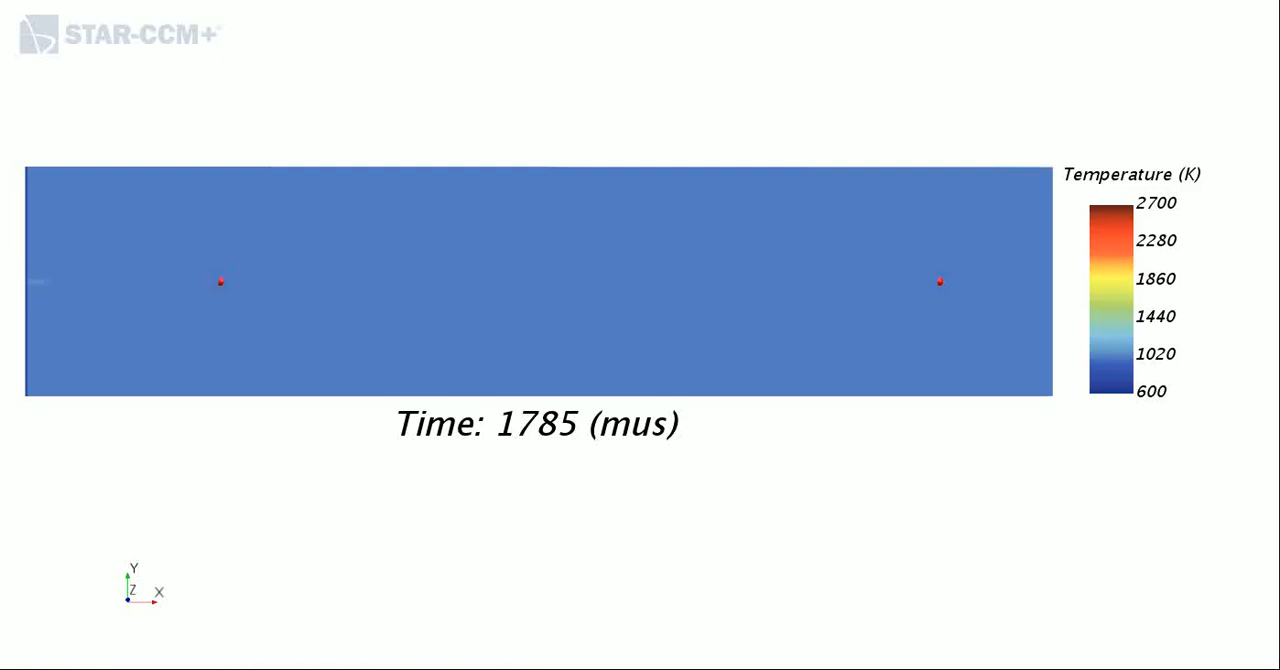 STAR-CCM+
Temperature (K)
2700
2280
1860
1440
1020
600
Time: 1785 (mus)
Y
Z
X